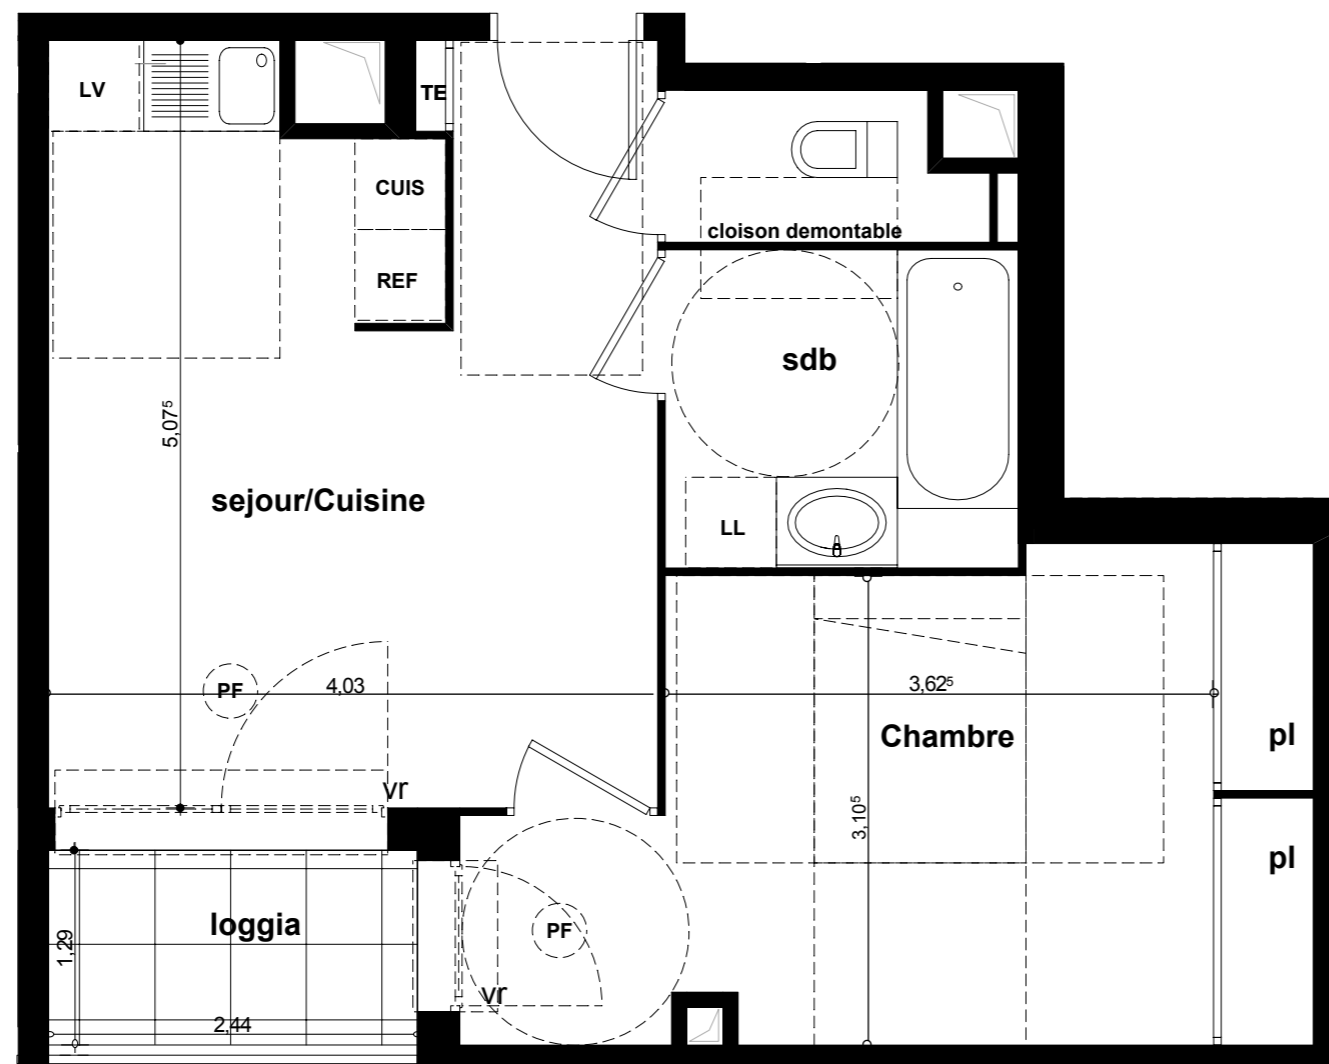 LV
TE
CUIS
REF
cloison demontable
sdb
5,07⁵
sejour/Cuisine
LL
PF
4,03
3,62⁵
Chambre
pl
vr
3,10⁵
pl
loggia
1,29
PF
vr
2,44